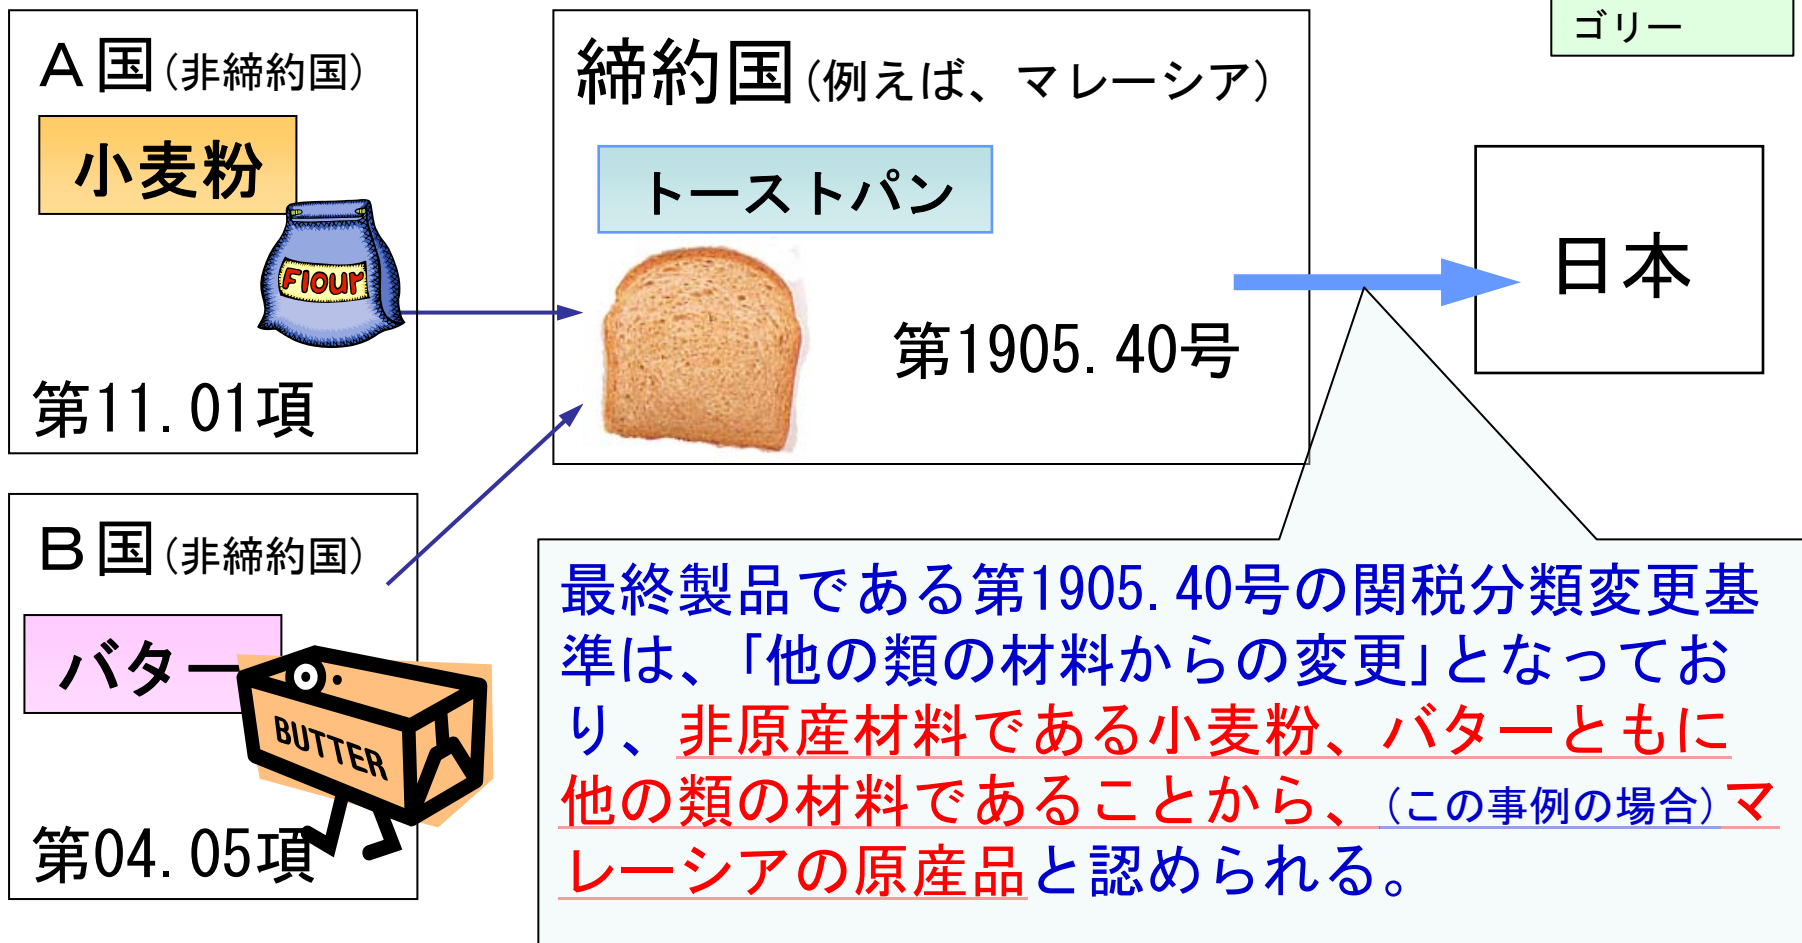 ゴリー
A国(非締約国)
小麦粉
Flour
第11.01項
B国(非締約国)
バター
BUTTER
第04.05項
締約国(例えば、マレーシア)
トーストパン
第1905.40号
日本
最終製品である第1905.40号の関税分類変更基
準は、「他の類の材料からの変更」となってお
り、非原産材料である小麦粉、バターともに
他の類の材料であることから、(この事例の場合)マ
レーシアの原産品と認められる。